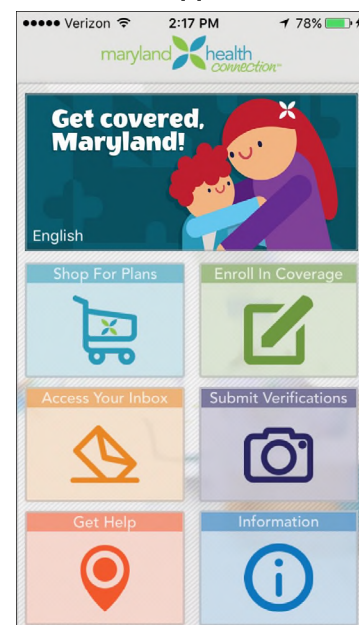 Verizon 2:17 PM 78%
maryland health
connection
Get covered,
Maryland!
English
Shop For Plans Enroll In Coverage
Access Your Inbox Submit Verifications
Get Help Information